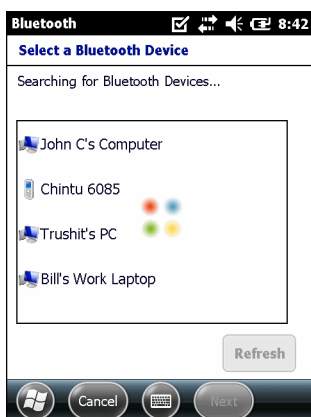 Bluetooth 8:42
Select a Bluetooth Device
Searching for Bluetooth Devices...
John C's Computer
Chintu 6085
Trushit's PC
Bill's Work Laptop
Refresh
Cancel Next